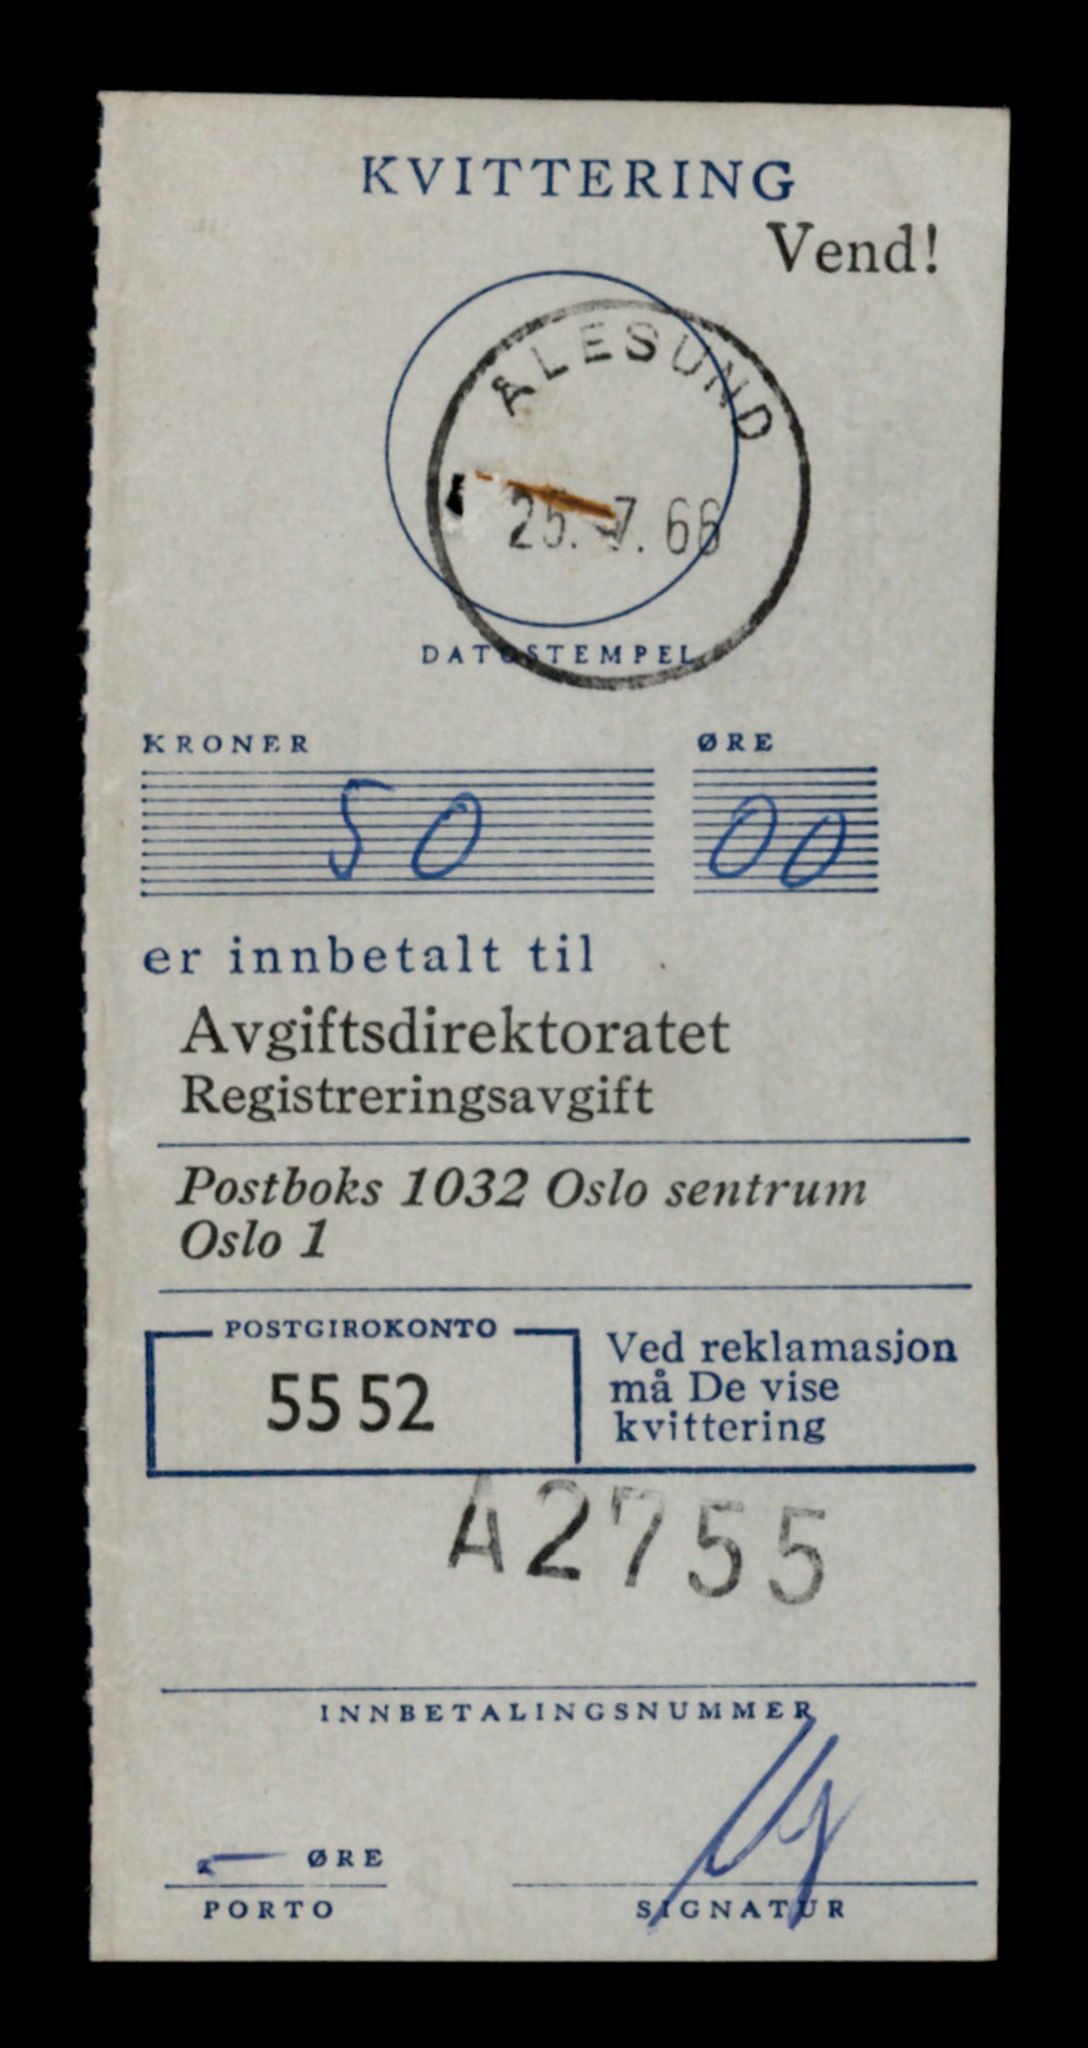 KVITTERING
Vend!
ÅLESUND
25. 7. 66
DATOSTEMPEL
KRONER ØRE
50 00
er innbetalt til
Avgiftsdirektoratet
Registreringsavgift
Postboks 1032 Oslo sentrum
Oslo 1
POSTGIROKONTO
55 52
Ved reklamasjon
må De vise
kvittering
A2755
INNBETALINGSNUMMER
ØRE
PORTO
SIGNATUR